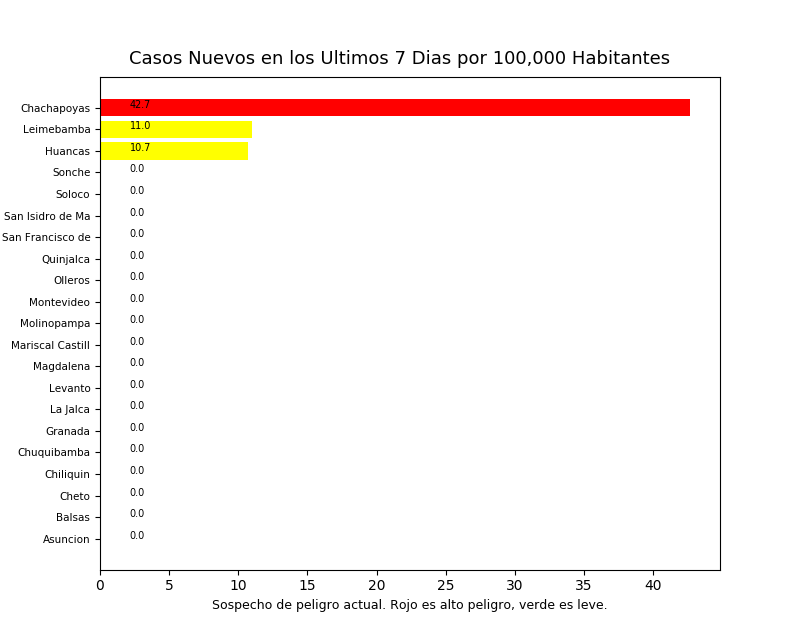 Casos Nuevos en los Ultimos 7 Dias por 100,000 Habitantes
Chachapoyas 42.7
Leimebamba 11.0
Huancas 10.7
Sonche 0.0
Soloco 0.0
San Isidro de Ma 0.0
San Francisco de 0.0
Quinjalca 0.0
Olleros 0.0
Montevideo 0.0
Molinopampa 0.0
Mariscal Castill 0.0
Magdalena 0.0
Levanto 0.0
La Jalca 0.0
Granada 0.0
Chuquibamba 0.0
Chiliquin 0.0
Cheto 0.0
Balsas 0.0
Asuncion 0.0
0 5 10 15 20 25 30 35 40
Sospecho de peligro actual. Rojo es alto peligro, verde es leve.